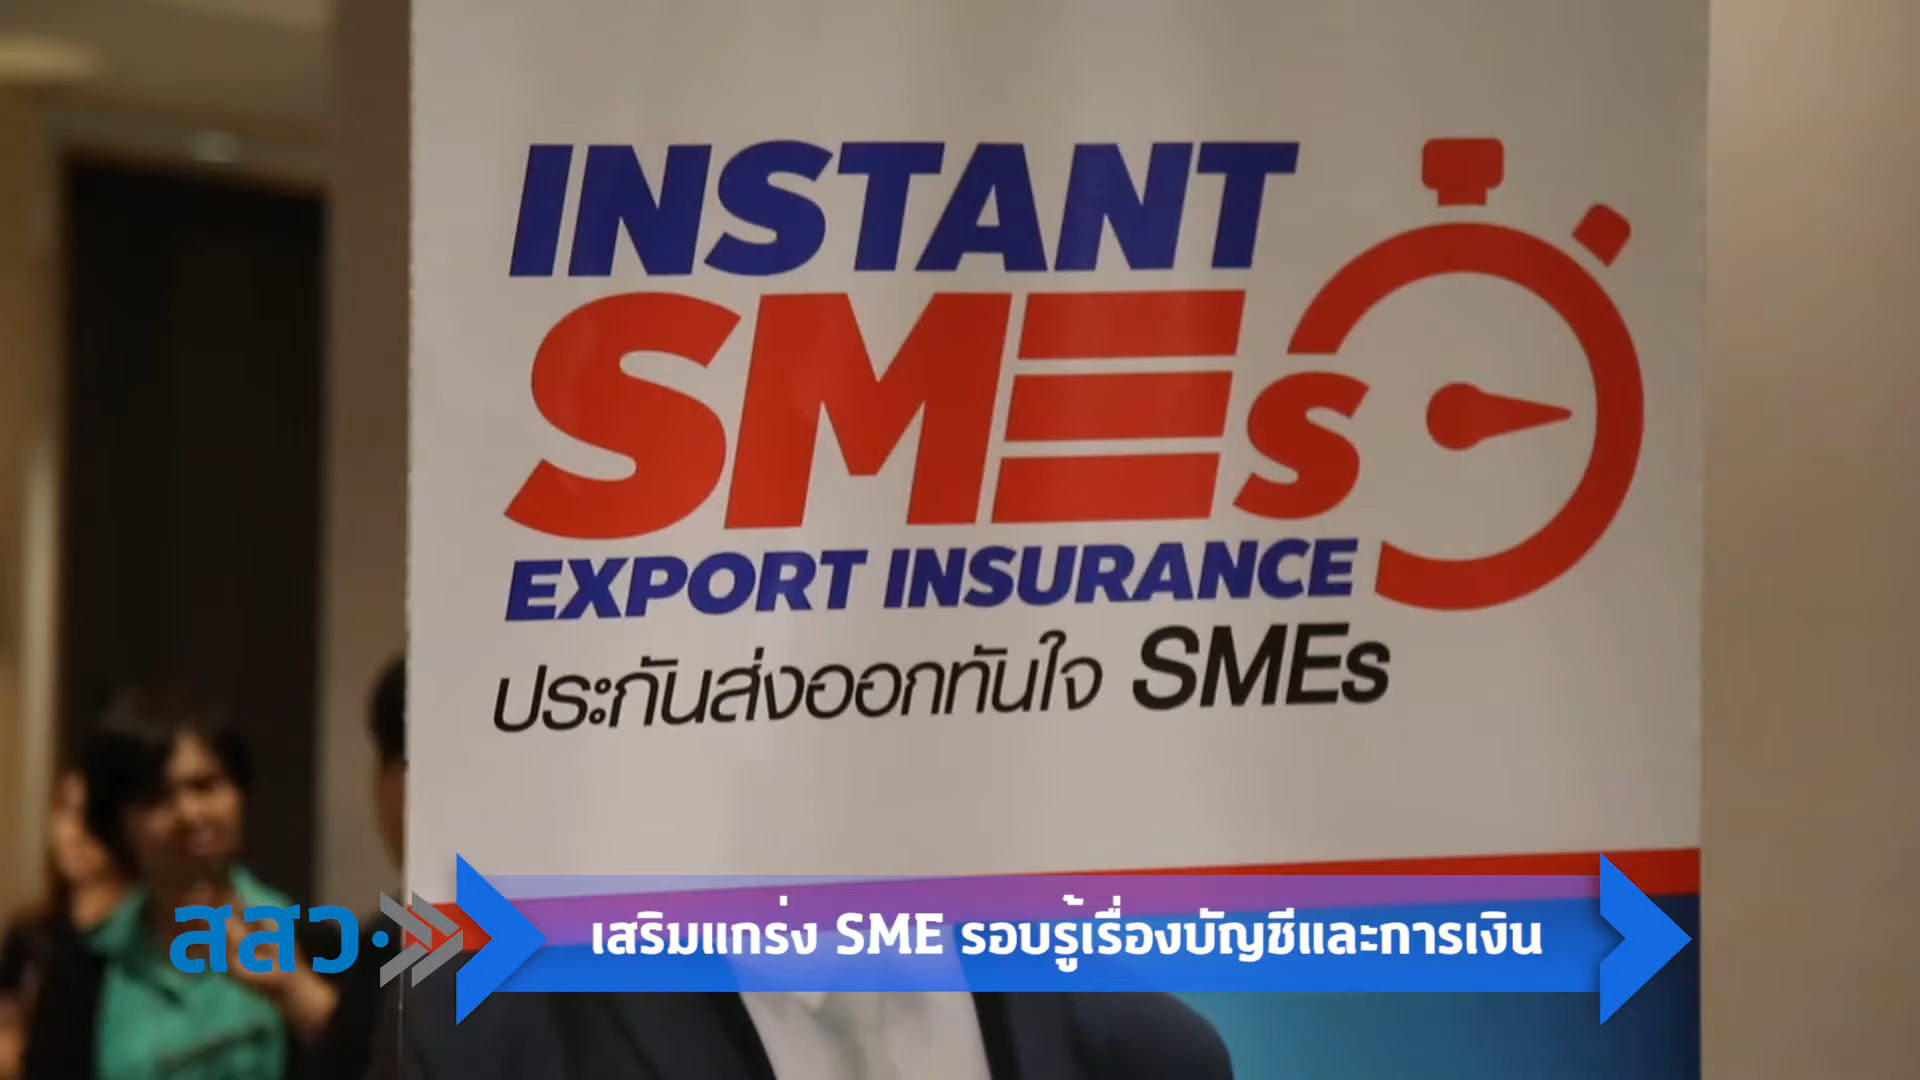 INSTANT
SMEs
EXPORT INSURANCE
ประกันส่งออกทันใจ SMEs
สสว.
เสริมแกร่ง SME รอบรู้เรื่องบัญชีและการเงิน